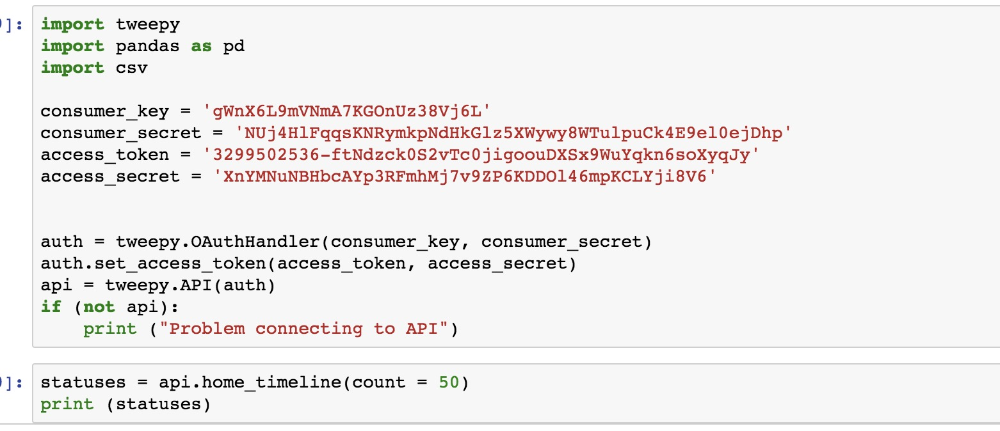 ]:
import tweepy
import pandas as pd
import csv
consumer_key = 'gWnX6L9mVNmA7KGOnUz38Vj6L'
consumer_secret = 'NUj4HlFqqsKNRymkpNdHkGlz5XWywy8WTulpuCk4E9el0ejDhp'
access_token = '3299502536-ftNdzck0S2vTc0jigoouDXSx9WuYqkn6soXyqJy'
access_secret = 'XnYMNuNBHbcAYp3RFmhMj7v9ZP6KDDOl46mpKCLYji8V6'
auth = tweepy.OAuthHandler(consumer_key, consumer_secret)
auth.set_access_token(access_token, access_secret)
api = tweepy.API(auth)
if (not api):
    print ("Problem connecting to API")
]:
statuses = api.home_timeline(count = 50)
print (statuses)